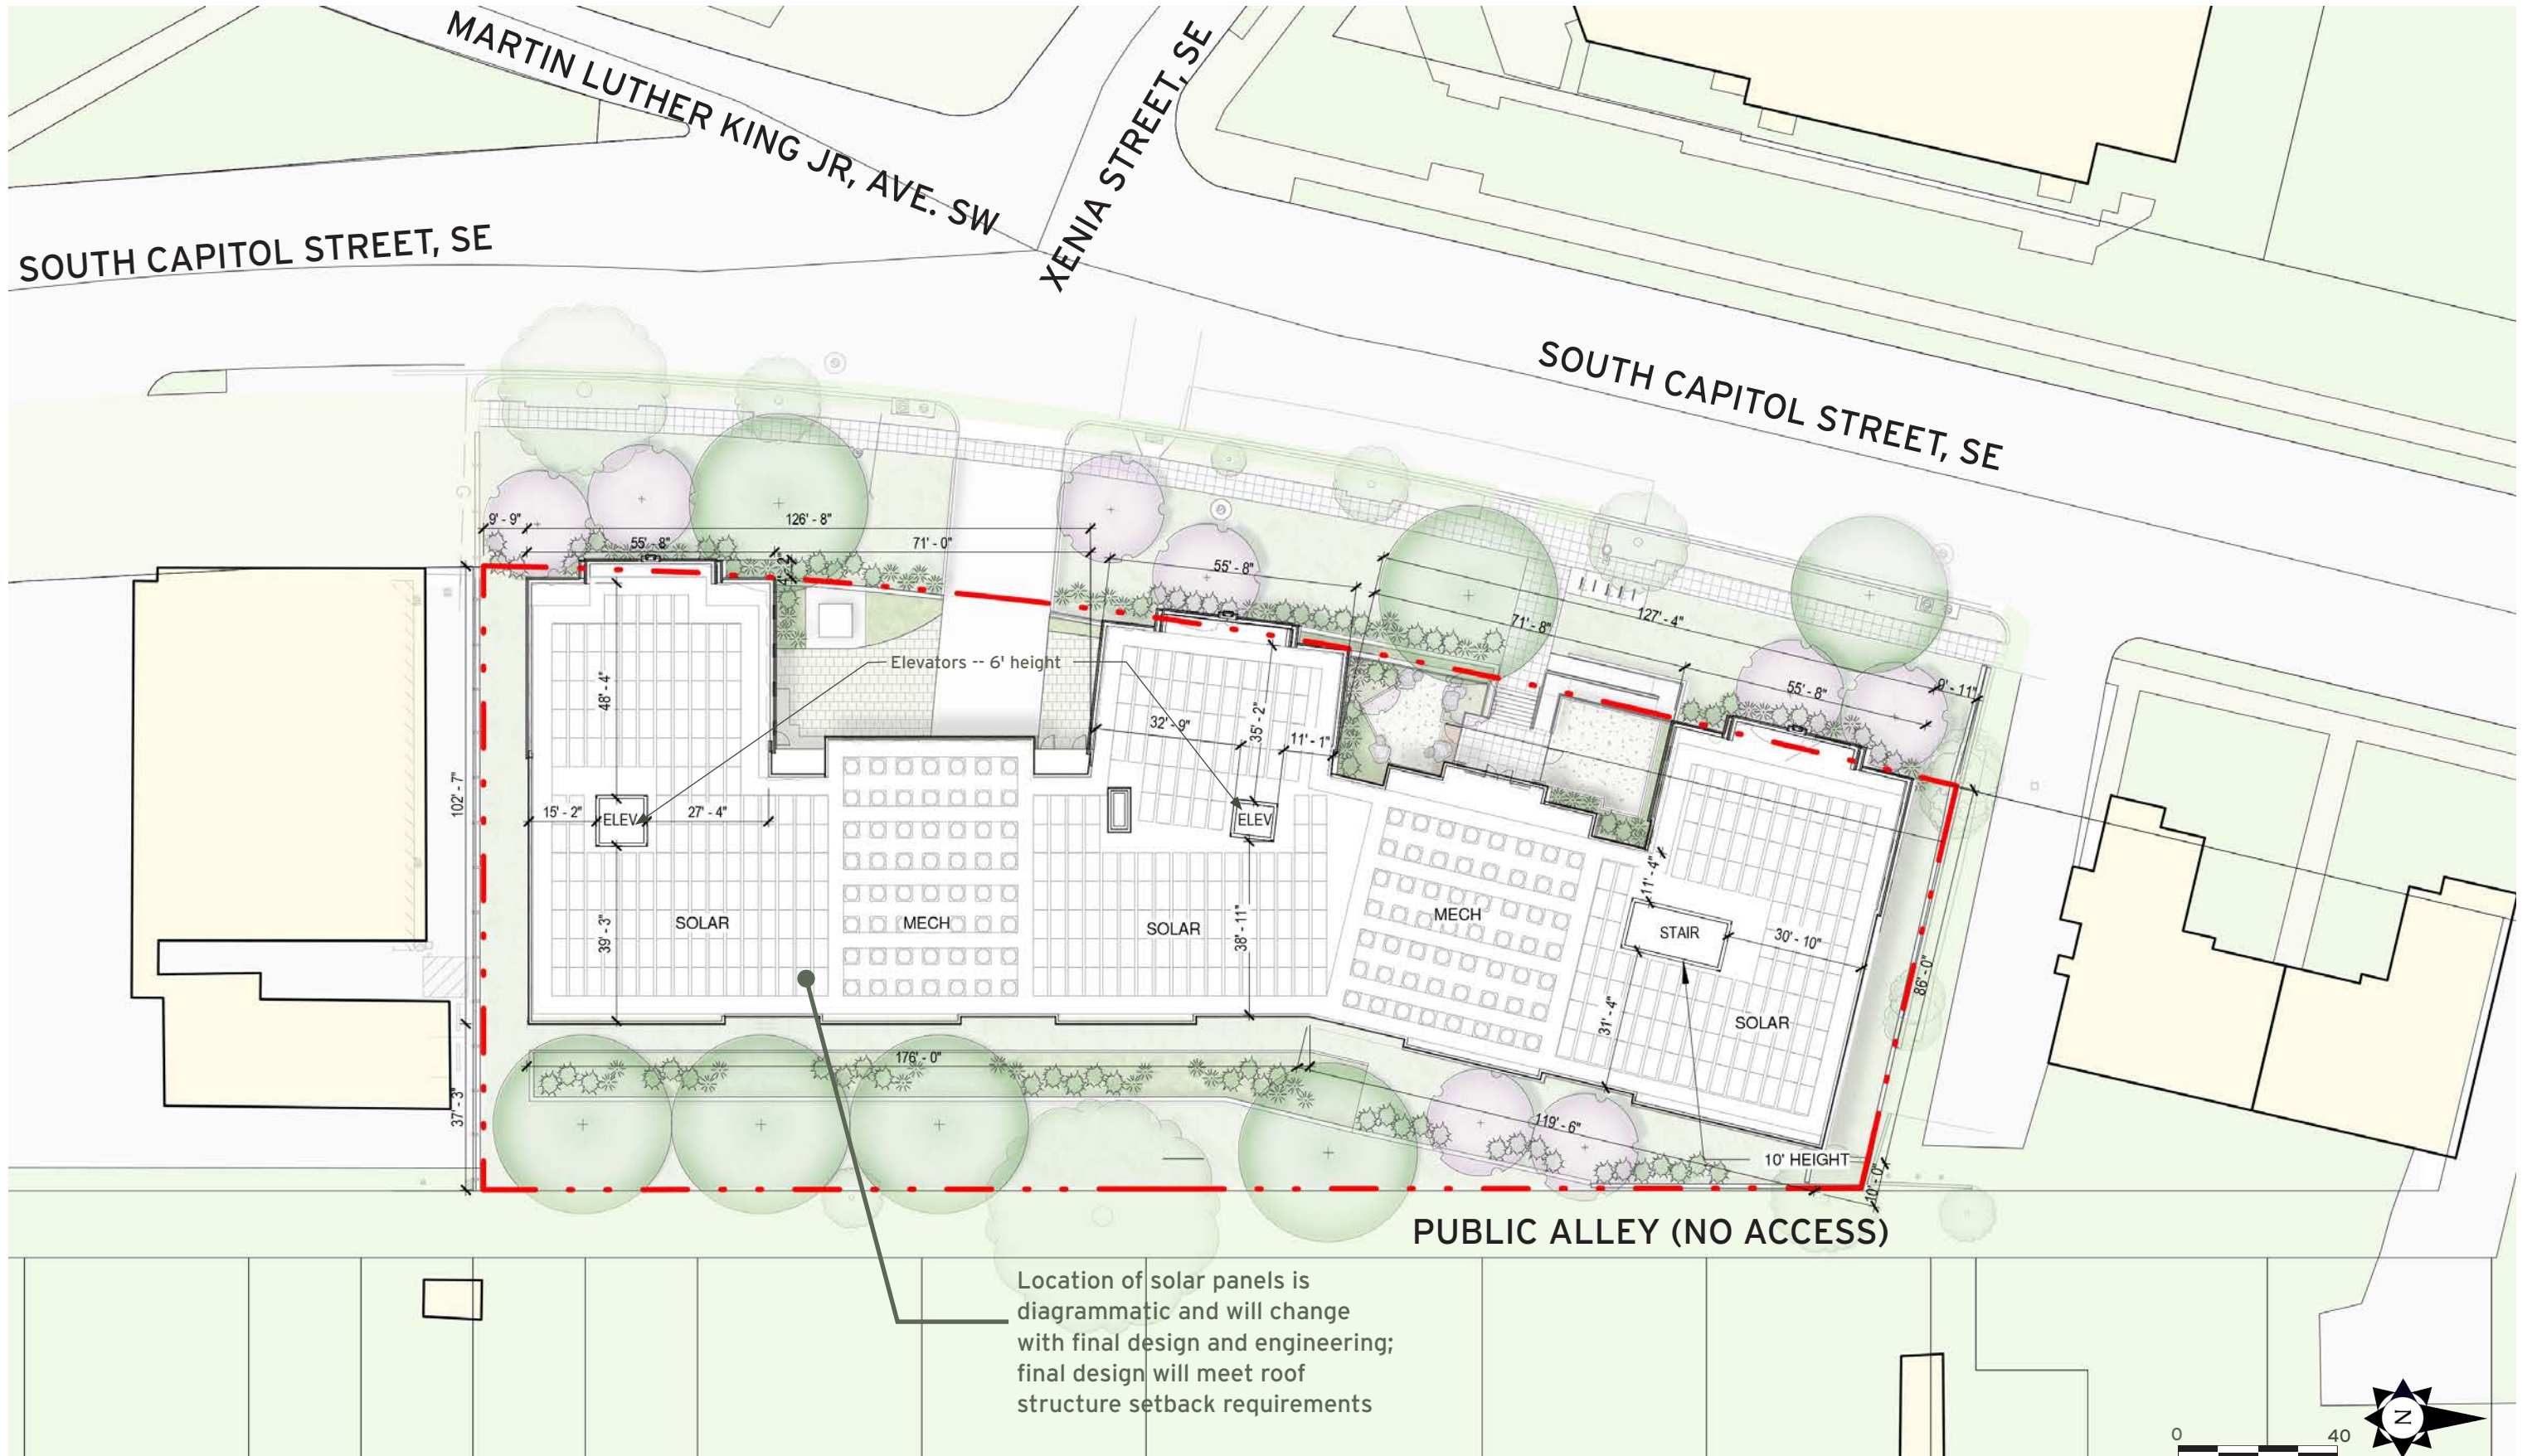 MARTIN LUTHER KING JR, AVE. SW
XENIA STREET, SE
SOUTH CAPITOL STREET, SE
SOUTH CAPITOL STREET, SE
9' - 9"
126' - 8"
55' - 8"
71' - 0"
55' - 8"
127' - 4"
71' - 8"
55' - 8"
9' - 11"
Elevators -- 6' height
48' - 4"
32' - 9"
35' - 2"
11' - 1"
102' - 7"
15' - 2"
ELEV
27' - 4"
ELEV
11' - 4"
SOLAR
MECH
SOLAR
MECH
STAIR
30' - 10"
39' - 3"
38' - 11"
86' - 0"
31' - 4"
SOLAR
176' - 0"
37' - 3"
119' - 6"
10' HEIGHT
10' - 0"
PUBLIC ALLEY (NO ACCESS)
Location of solar panels is
diagrammatic and will change
with final design and engineering;
final design will meet roof
structure setback requirements
N
0 40